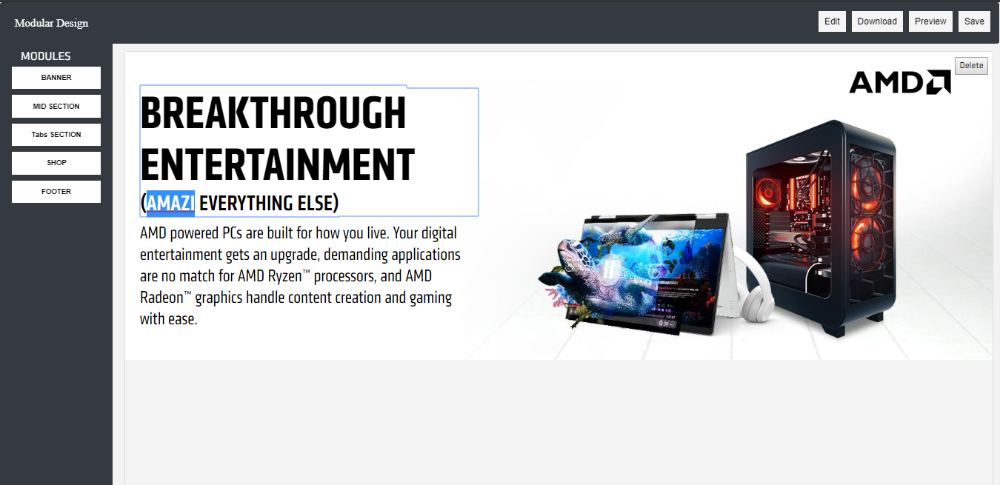 Modular Design
Edit
Download
Preview
Save
MODULES
BANNER
MID SECTION
Tabs SECTION
SHOP
FOOTER
Delete
AMD
BREAKTHROUGH
ENTERTAINMENT
(AMAZI EVERYTHING ELSE)
AMD powered PCs are built for how you live. Your digital
entertainment gets an upgrade, demanding applications
are no match for AMD Ryzen™ processors, and AMD
Radeon™ graphics handle content creation and gaming
with ease.